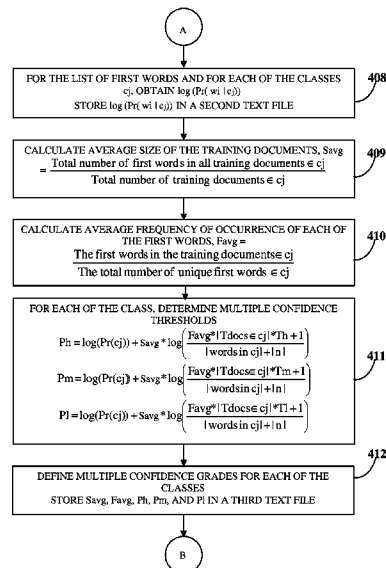 A
FOR THE LIST OF FIRST WORDS AND FOR EACH OF THE CLASSES
cj, OBTAIN log (Pr( wi | cj))
STORE log (Pr( wi | cj)) IN A SECOND TEXT FILE
408
CALCULATE AVERAGE SIZE OF THE TRAINING DOCUMENTS, Savg
= Total number of first words in all training documents ∈ cj
Total number of training documents ∈ cj
409
CALCULATE AVERAGE FREQUENCY OF OCCURRENCE OF EACH OF
THE FIRST WORDS, Favg =
The first words in the training documents∈ cj
The total number of unique first words ∈ cj
410
FOR EACH OF THE CLASS, DETERMINE MULTIPLE CONFIDENCE
THRESHOLDS
Ph = log(Pr(cj)) + Savg * log(Favg*|Tdocs∈ cj|*Th + 1 / |words in cj|+|n|)
Pm = log(Pr(cj)) + Savg * log(Favg*|Tdocs∈ cj|*Tm + 1 / |words in cj|+|n|)
Pl = log(Pr(cj)) + Savg * log(Favg*|Tdocs∈ cj|*Tl + 1 / |words in cj|+|n|)
411
DEFINE MULTIPLE CONFIDENCE GRADES FOR EACH OF THE
CLASSES
STORE Savg, Favg, Ph, Pm, AND Pl IN A THIRD TEXT FILE
412
B